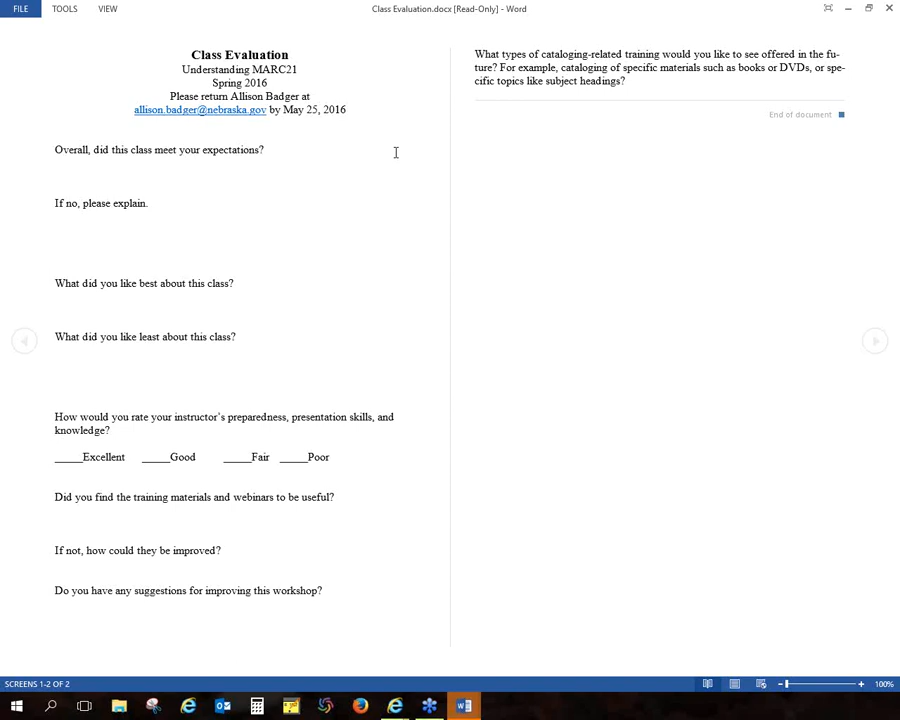 FILE TOOLS VIEW Class Evaluation.docx [Read-Only] - Word
Class Evaluation
Understanding MARC21
Spring 2016
Please return Allison Badger at
allison.badger@nebraska.gov by May 25, 2016
Overall, did this class meet your expectations?
If no, please explain.
What did you like best about this class?
What did you like least about this class?
How would you rate your instructor's preparedness, presentation skills, and
knowledge?
_____Excellent _____Good _____Fair _____Poor
Did you find the training materials and webinars to be useful?
If not, how could they be improved?
Do you have any suggestions for improving this workshop?
What types of cataloging-related training would you like to see offered in the fu-
ture? For example, cataloging of specific materials such as books or DVDs, or spe-
cific topics like subject headings?
End of document
SCREENS 1-2 OF 2 100%